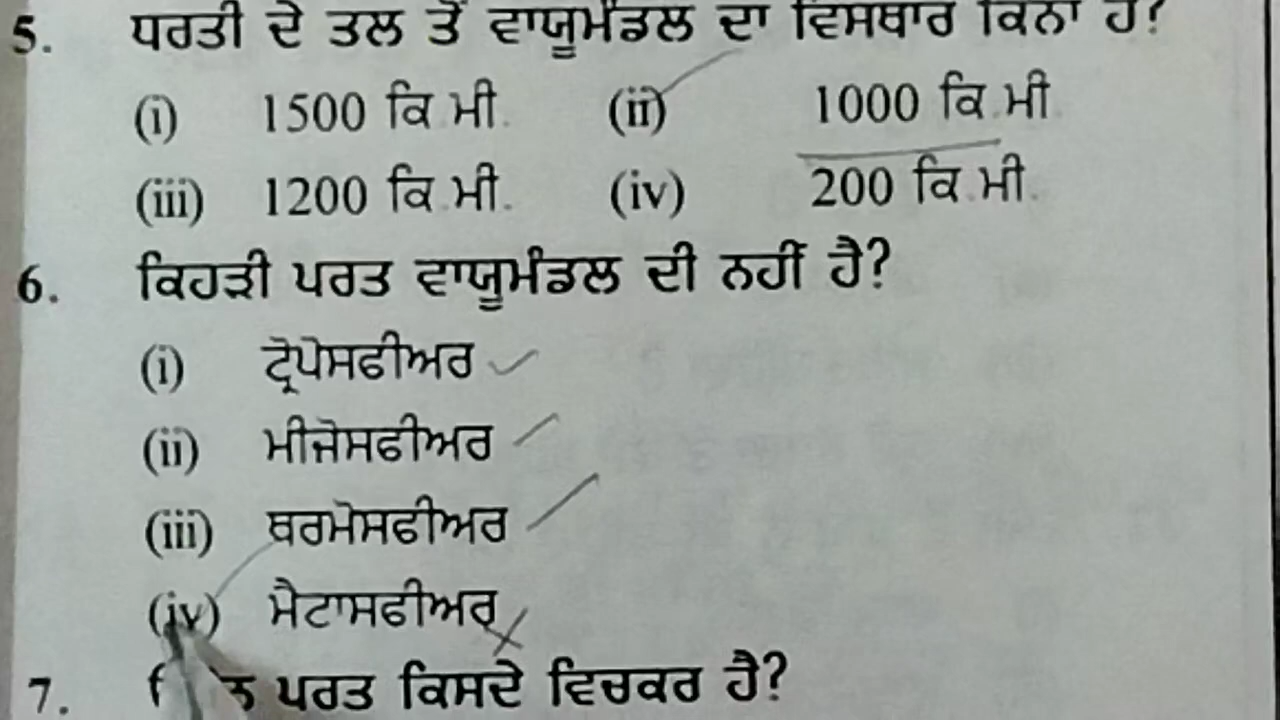 5. ਧਰਤੀ ਦੇ ਤਲ ਤੋਂ ਵਾਯੂਮੰਡਲ ਦਾ ਵਿਸਥਾਰ ਕਿਨਾਂ ਹੈ?
(i) 1500 ਕਿ.ਮੀ. (ii) 1000 ਕਿ.ਮੀ
(iii) 1200 ਕਿ.ਮੀ. (iv) 200 ਕਿ.ਮੀ.
6. ਕਿਹੜੀ ਪਰਤ ਵਾਯੂਮੰਡਲ ਦੀ ਨਹੀਂ ਹੈ?
(i) ਟ੍ਰੋਪੋਸਫੀਅਰ
(ii) ਮੀਜੋਸਫੀਅਰ
(iii) ਥਰਮੋਸਫੀਅਰ
(iv) ਮੈਟਾਸਫੀਅਰ
7. ਪਰਤ ਕਿਸਦੇ ਵਿਚਕਰ ਹੈ?